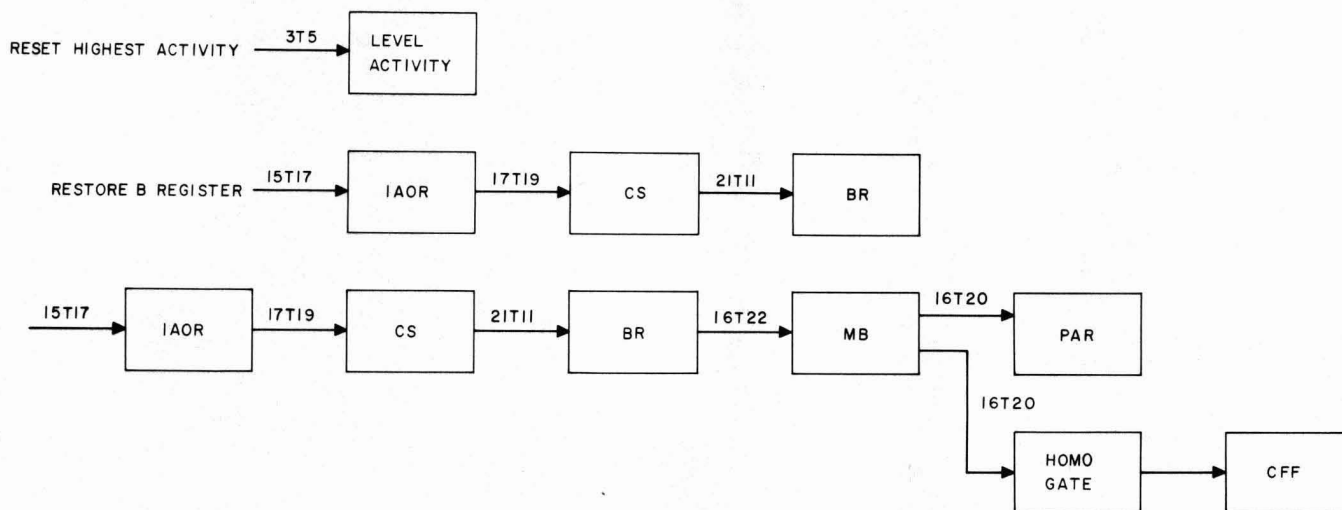 RESET HIGHEST ACTIVITY
3T5
LEVEL
ACTIVITY
RESTORE B REGISTER
15T17
IAOR
17T19
CS
21T11
BR
15T17
IAOR
17T19
CS
21T11
BR
16T22
MB
16T20
PAR
16T20
HOMO
GATE
CFF